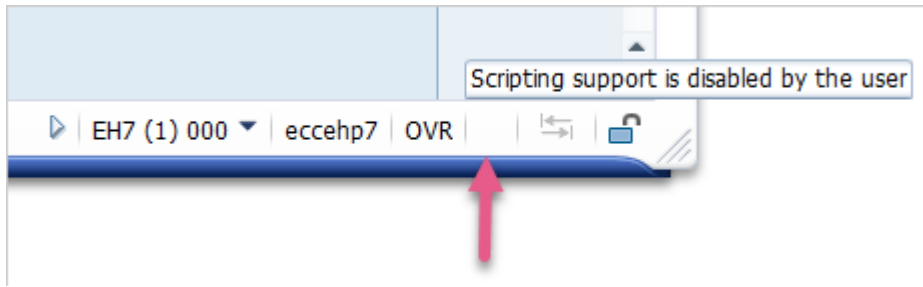 Scripting support is disabled by the user
EH7 (1) 000 eccehp7 OVR